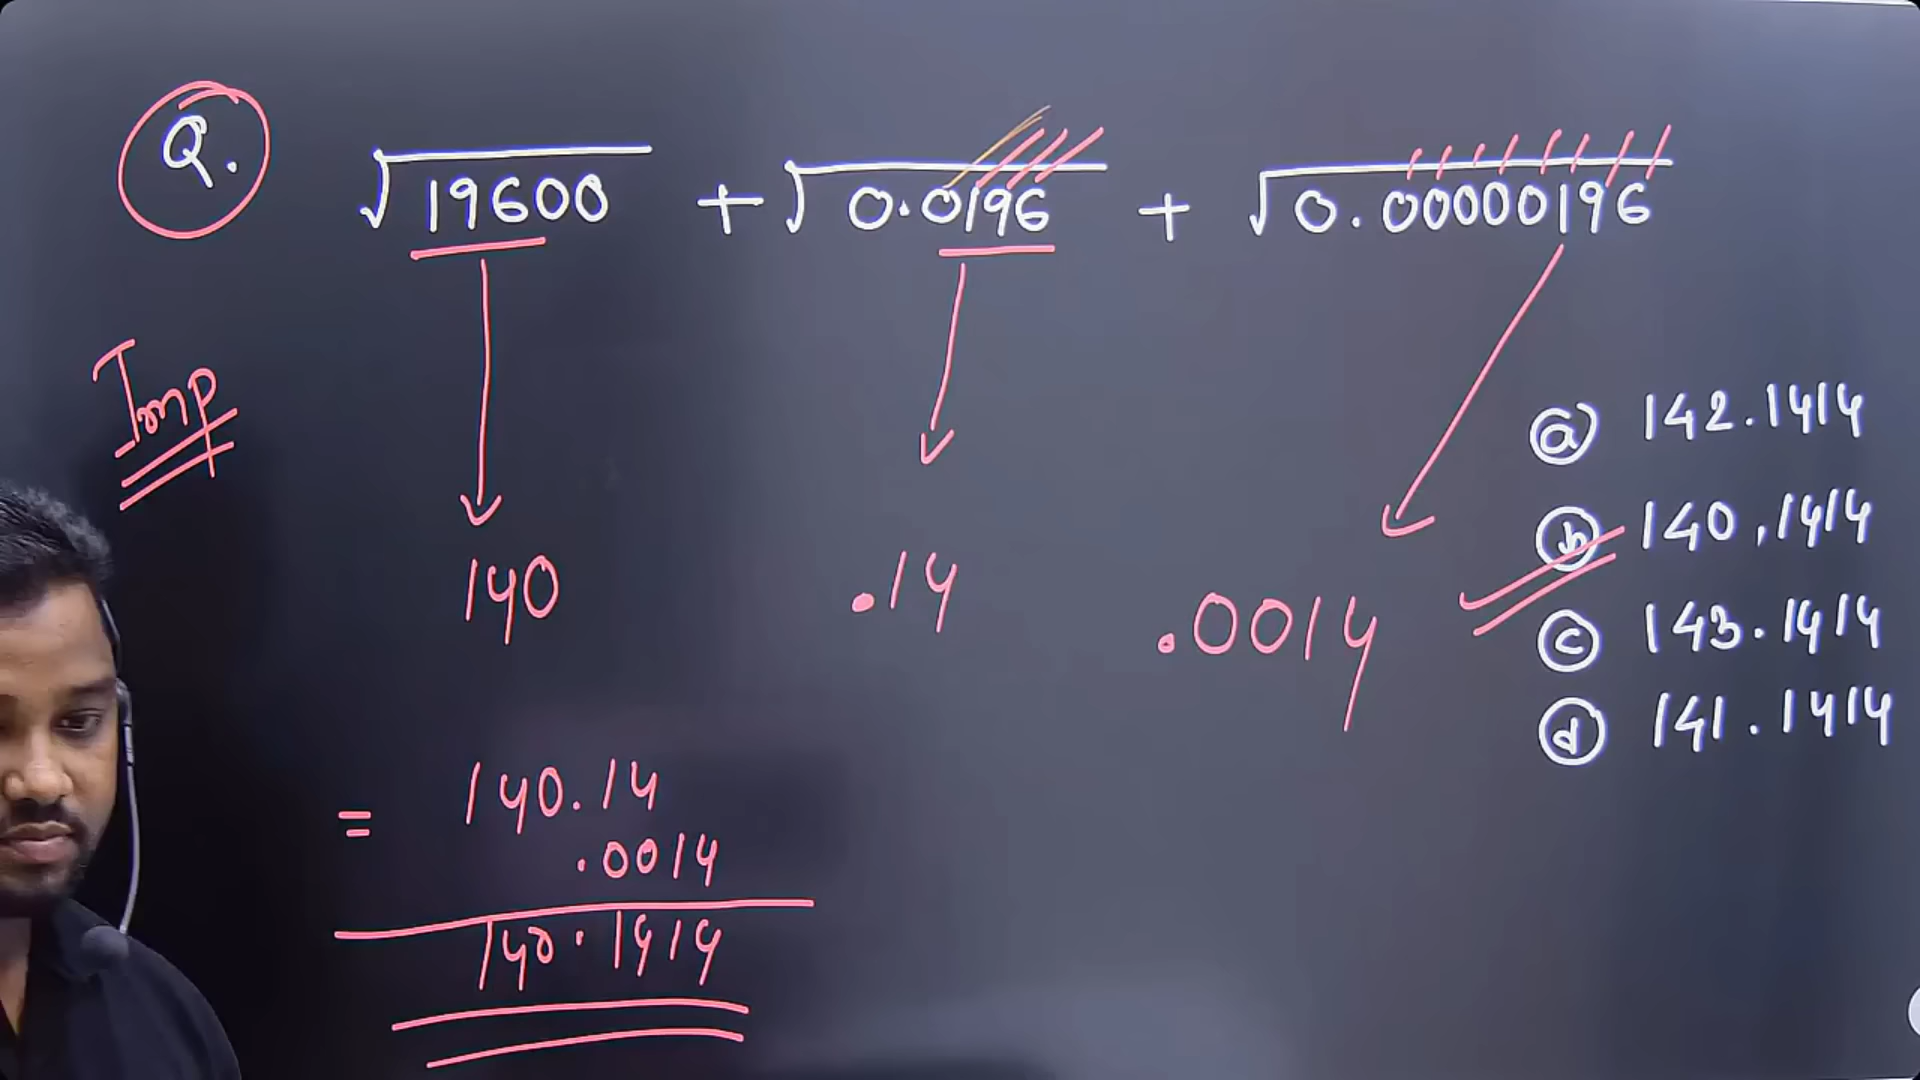 Q. √19600 + √0.0196 + √0.00000196
Imp
140 .14 .0014
ⓐ 142.1414
ⓑ 140.1414
ⓒ 143.1414
ⓓ 141.1414
= 140.14
.0014
140.1414